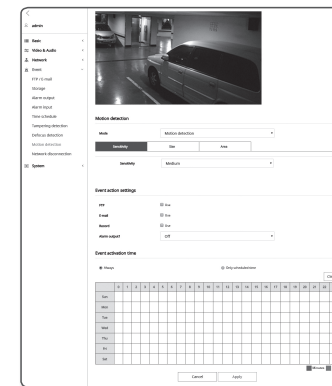 admin
Basic
Video & Audio
Network
Event
FTP / E-mail
Storage
Alarm output
Alarm input
Time schedule
Tampering detection
Defocus detection
Motion detection
Network disconnection
System
Motion detection
Mode Motion detection
Sensitivity Size Area
Sensitivity Medium
Event action settings
FTP Use
E-mail Use
Record Use
Alarm output Off
Event activation time
Always Only scheduled time
0 1 2 3 4 5 6 7 8 9 10 11 12 13 14 15 16 17 18 19 20 21 22
Sun
Mon
Tue
Wed
Thu
Fri
Sat
Minutes
Cancel Apply